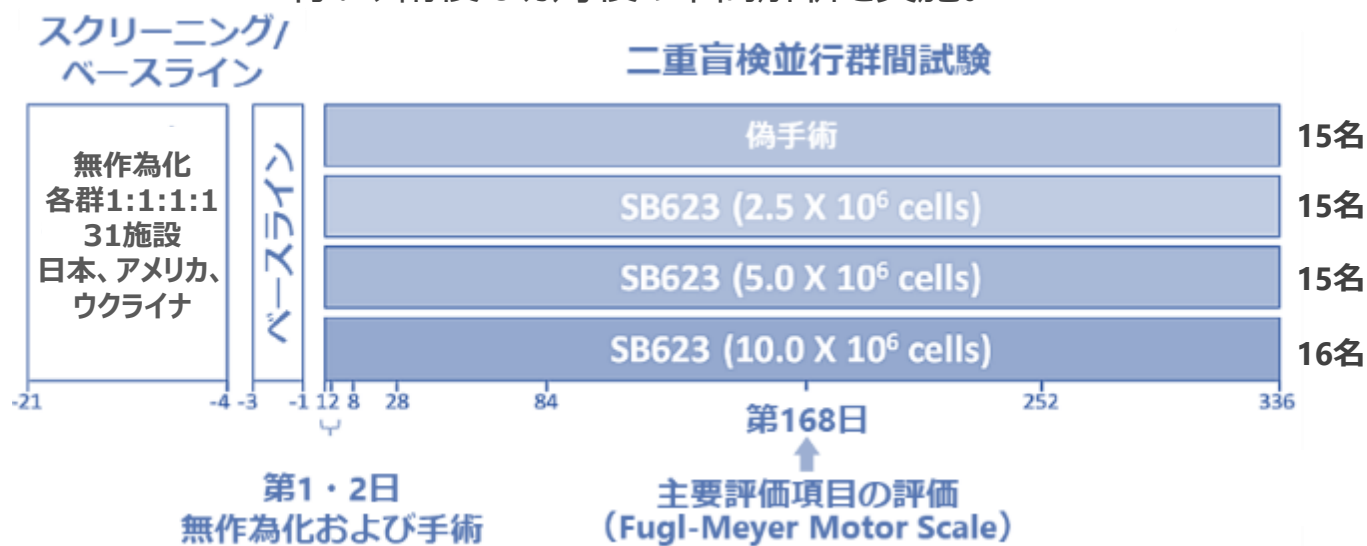 スクリーニング/
ベースライン
二重盲検並行群間試験
無作為化
各群1:1:1:1
31施設
日本、アメリカ、
ウクライナ
ベースライン
偽手術
15名
SB623 (2.5 X 10⁶ cells)
15名
SB623 (5.0 X 10⁶ cells)
15名
SB623 (10.0 X 10⁶ cells)
16名
-21 -4 -3 -1 1 2 8 28 84 252 336
第168日
第1・2日
無作為化および手術
主要評価項目の評価
(Fugl-Meyer Motor Scale)